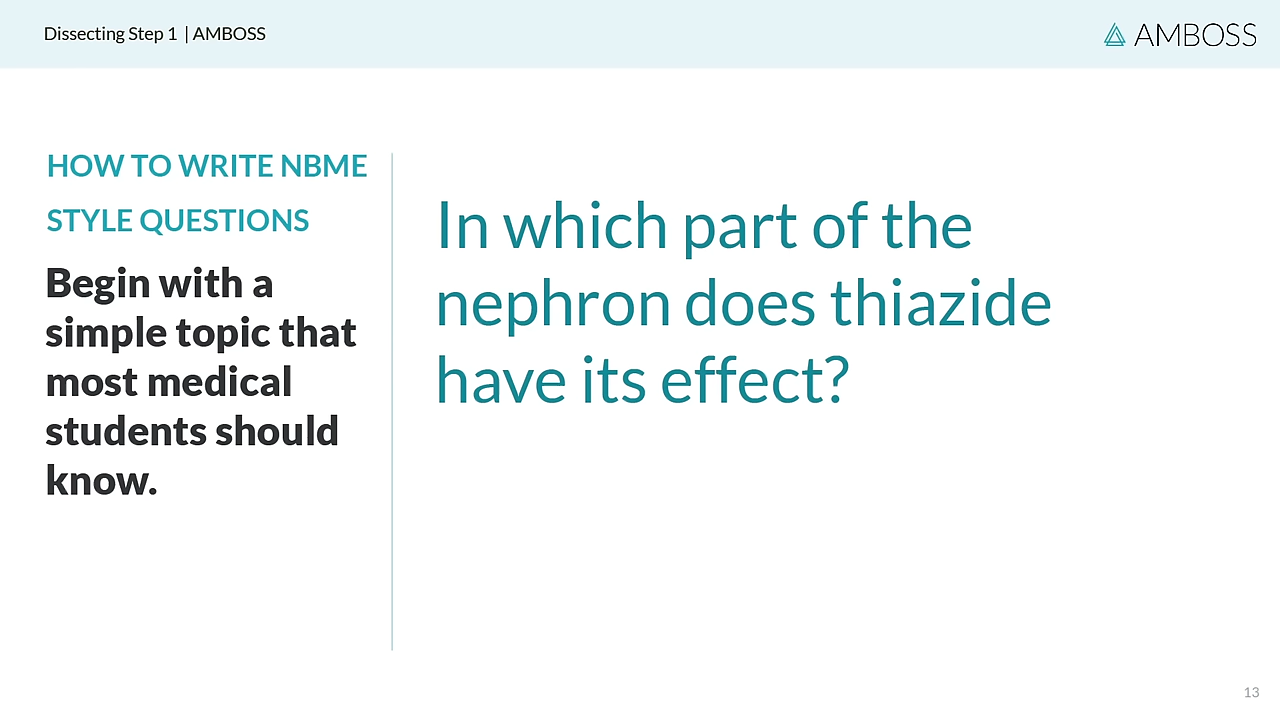 Dissecting Step 1 | AMBOSS
AMBOSS
HOW TO WRITE NBME
STYLE QUESTIONS
Begin with a
simple topic that
most medical
students should
know.
In which part of the
nephron does thiazide
have its effect?
13